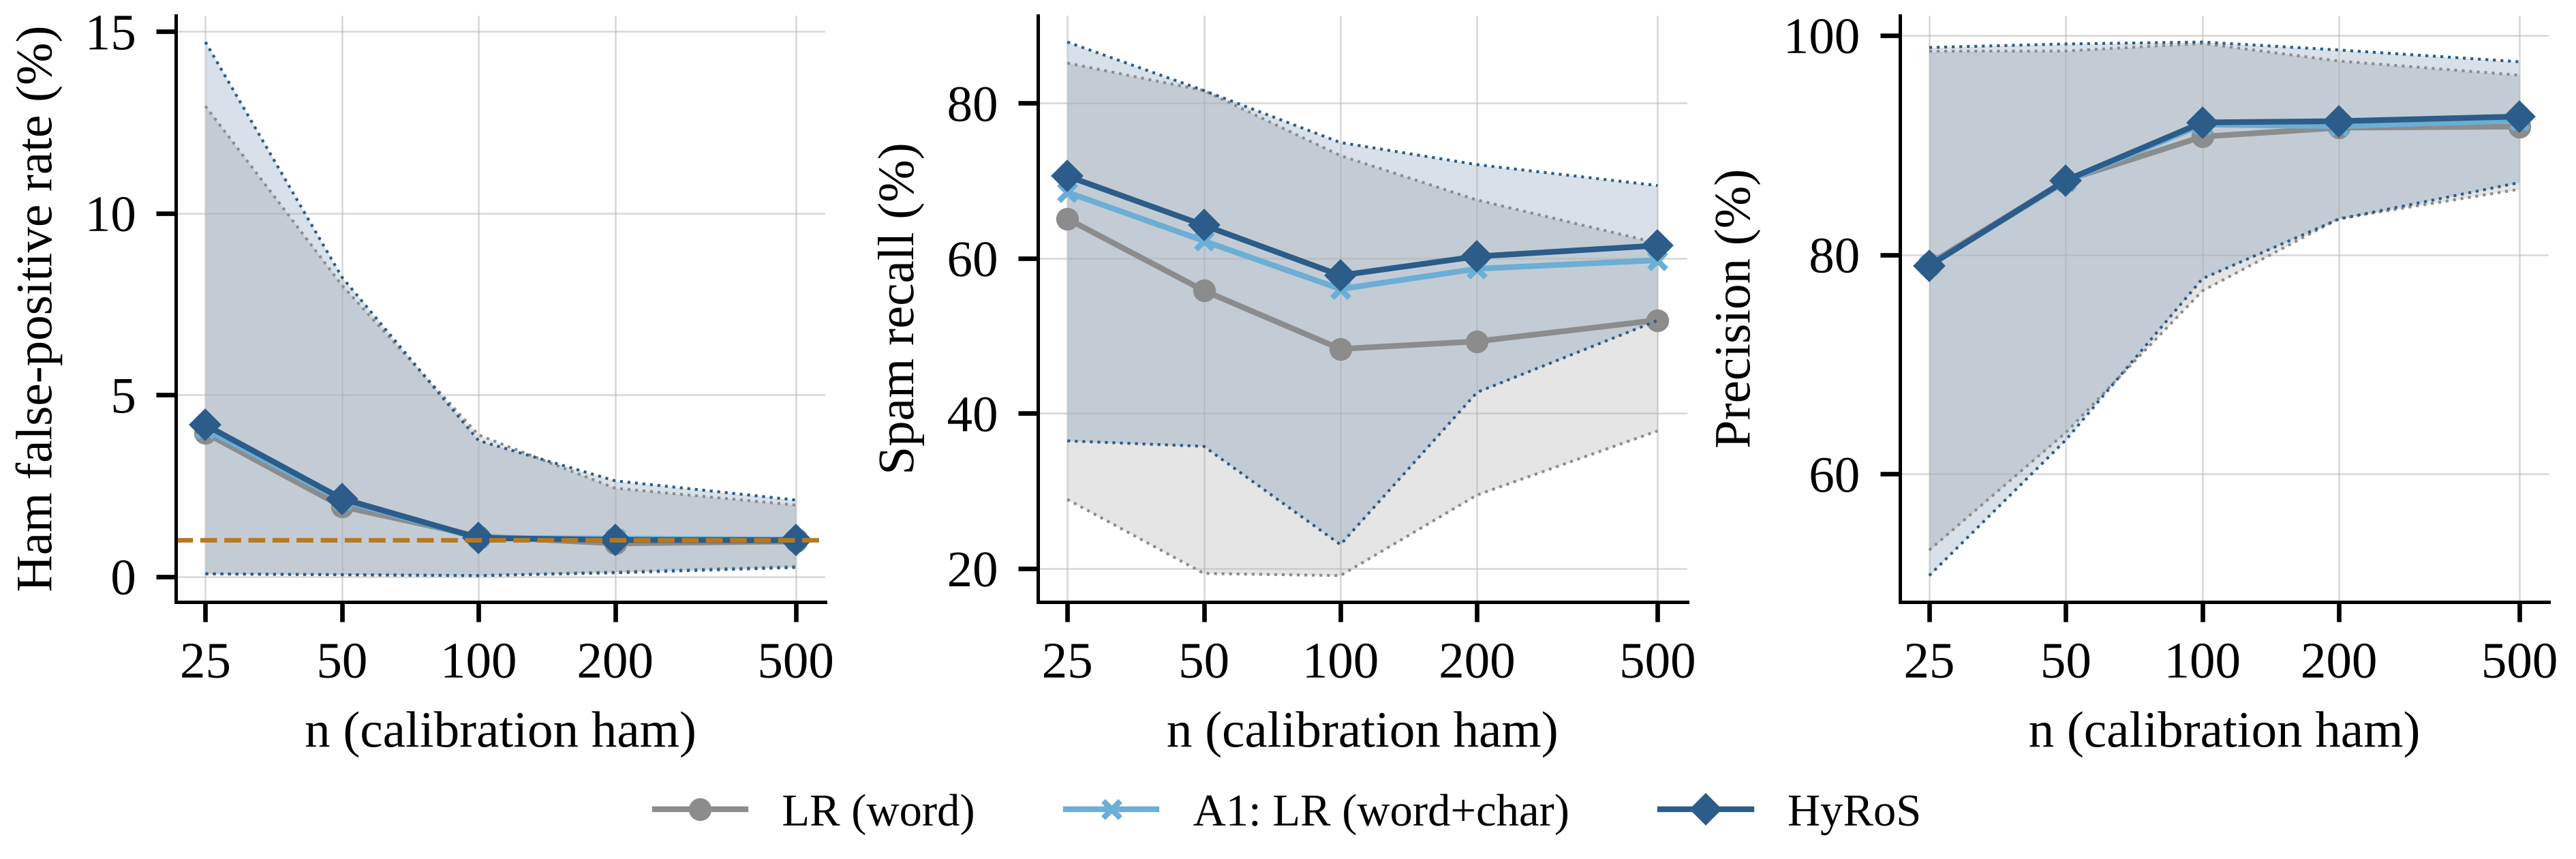 Ham false-positive rate (%)
15
10
5
0
25 50 100 200 500
n (calibration ham)
Spam recall (%)
80
60
40
20
25 50 100 200 500
n (calibration ham)
Precision (%)
100
80
60
25 50 100 200 500
n (calibration ham)
LR (word) A1: LR (word+char) HyRoS